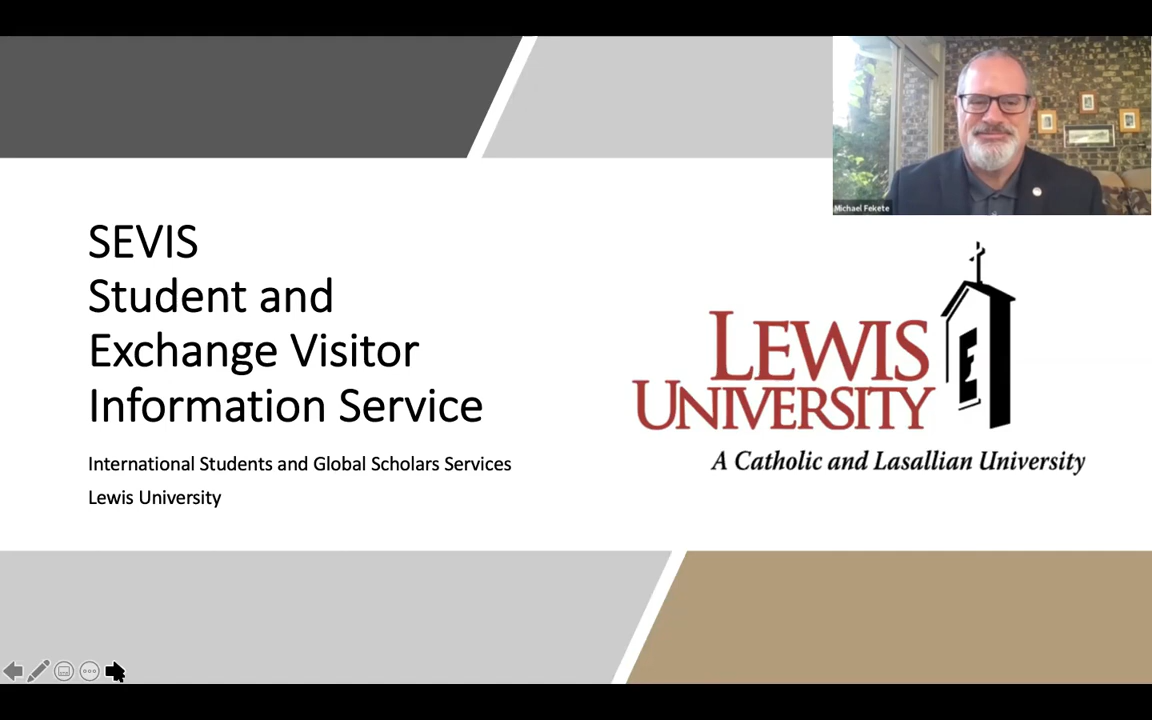 Michael Fekete
SEVIS
Student and
Exchange Visitor
Information Service
International Students and Global Scholars Services
Lewis University
LEWIS
UNIVERSITY
A Catholic and Lasallian University